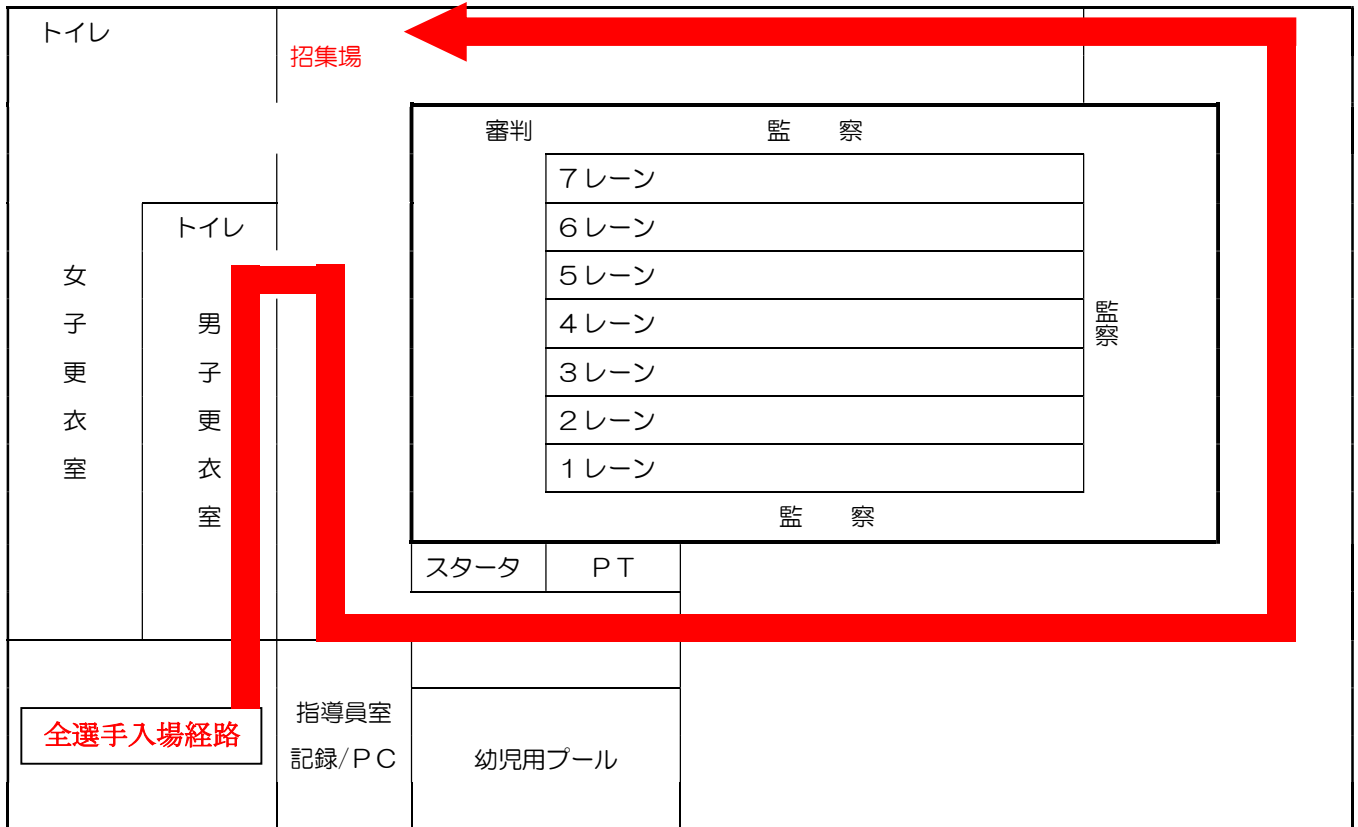 トイレ
招集場
審判
監　察
７レーン
トイレ
６レーン
５レーン
４レーン
３レーン
２レーン
１レーン
監察
女子更衣室
男子更衣室
監　察
スタータ
ＰＴ
全選手入場経路
指導員室
記録/ＰＣ
幼児用プール